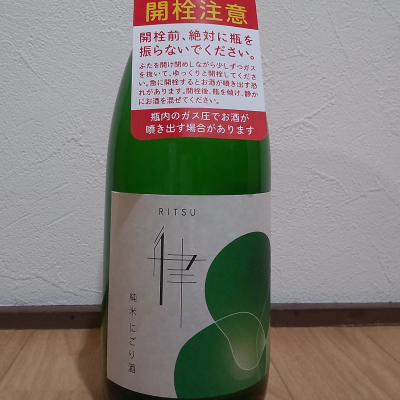 開栓注意
開栓前、絶対に瓶を
振らないでください。
ふたを開け閉めしながら少しずつガス
を抜いて、ゆっくりと開栓してくださ
い。急に開栓するとお酒が噴き出す恐
れがあります。開栓後、瓶を傾け、静か
にお酒を混ぜてください。
瓶内のガス圧でお酒が
噴き出す場合があります
RITSU
律
純米 にごり酒